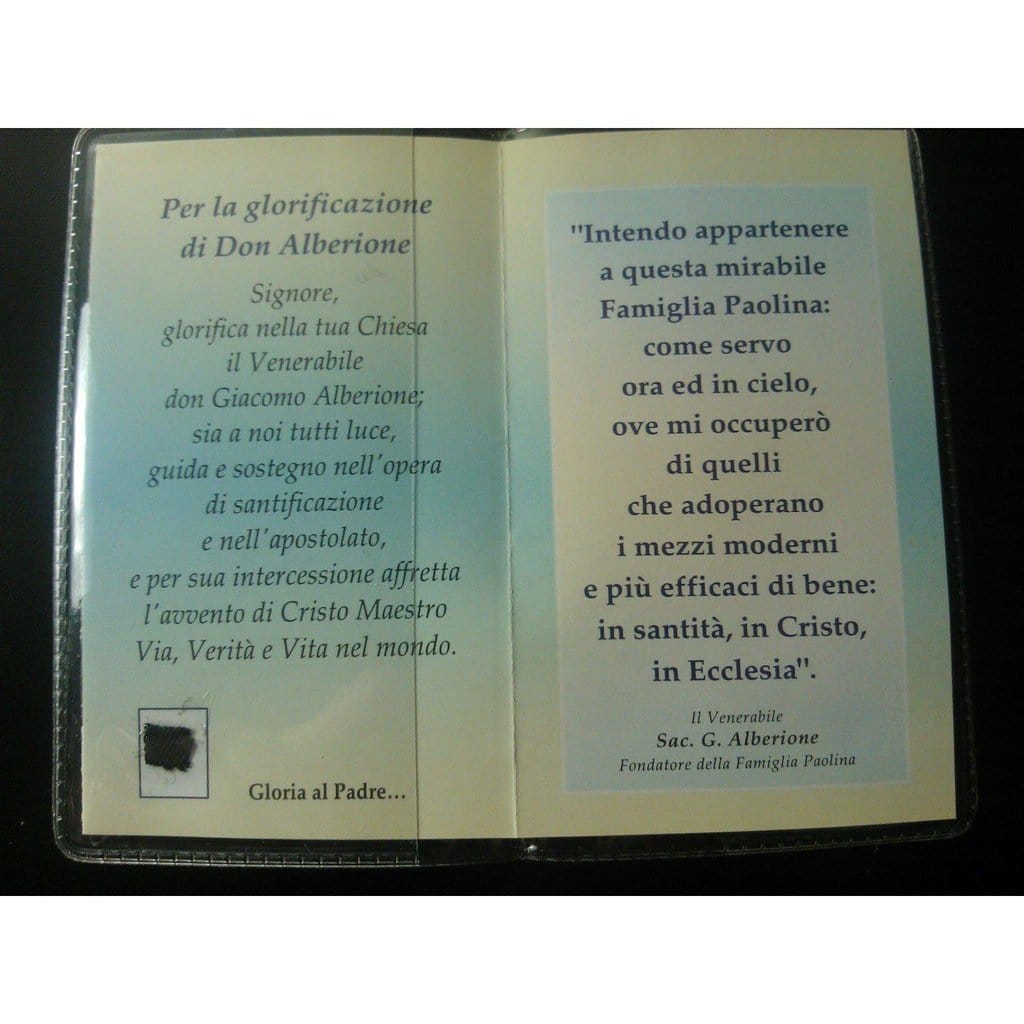 Per la glorificazione
di Don Alberione
Signore,
glorifica nella tua Chiesa
il Venerabile
don Giacomo Alberione;
sia a noi tutti luce,
guida e sostegno nell'opera
di santificazione
e nell'apostolato,
e per sua intercessione affretta
l'avvento di Cristo Maestro
Via, Verità e Vita nel mondo.
Gloria al Padre...
"Intendo appartenere
a questa mirabile
Famiglia Paolina:
come servo
ora ed in cielo,
ove mi occuperò
di quelli
che adoperano
i mezzi moderni
e più efficaci di bene:
in santità, in Cristo,
in Ecclesia".
Il Venerabile
Sac. G. Alberione
Fondatore della Famiglia Paolina